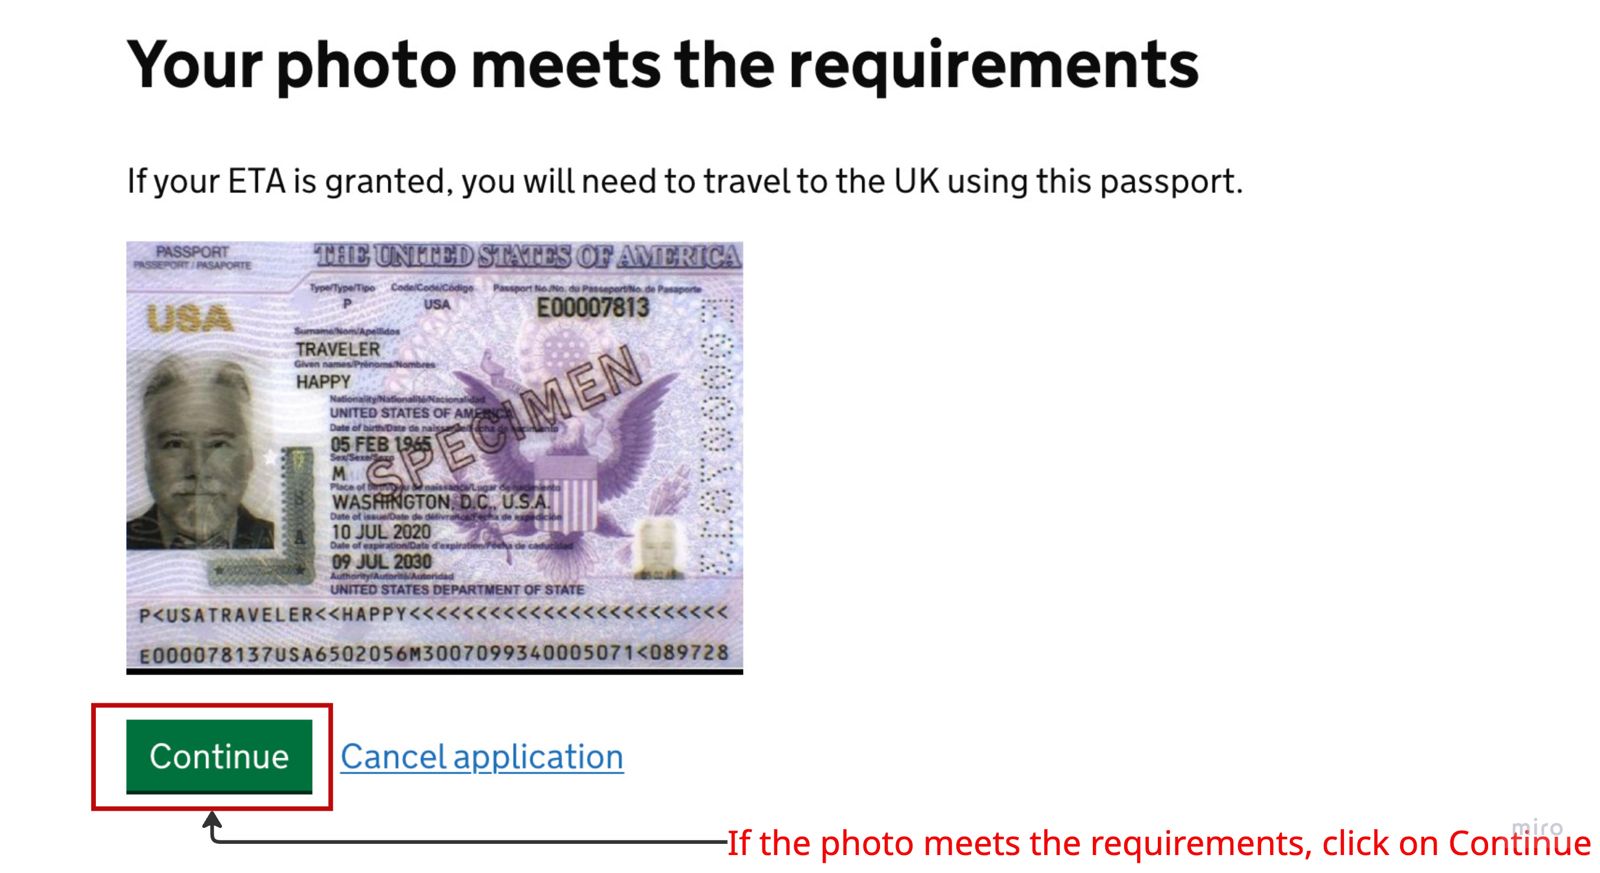 Your photo meets the requirements
If your ETA is granted, you will need to travel to the UK using this passport.
PASSPORT
PASSEPORT / PASAPORTE
THE UNITED STATES OF AMERICA
Type/Type/Tipo Code/Code/Código Passport No./No. du Passeport/No. de Pasaporte
P USA E00007813
USA
Surname/Nom/Apellidos
TRAVELER
Given names/Prénoms/Nombres
HAPPY
Nationality/Nationalité/Nacionalidad
UNITED STATES OF AMERICA
Date of birth/Date de naissance/Fecha de nacimiento
05 FEB 1965
Sex/Sexe/Sexo
M
SPECIMEN
Place of birth/Lieu de naissance/Lugar de nacimiento
WASHINGTON, D.C., U.S.A.
Date of issue/Date de délivrance/Fecha de expedición
10 JUL 2020
Date of expiration/Date d'expiration/Fecha de caducidad
09 JUL 2030
Authority/Autorité/Autoridad
UNITED STATES DEPARTMENT OF STATE
P<USATRAVELER<<HAPPY<<<<<<<<<<<<<<<<<<<<<<<<
E000078137USA6502056M3007099340005071<089728
Continue Cancel application
If the photo meets the requirements, click on Continue
miro